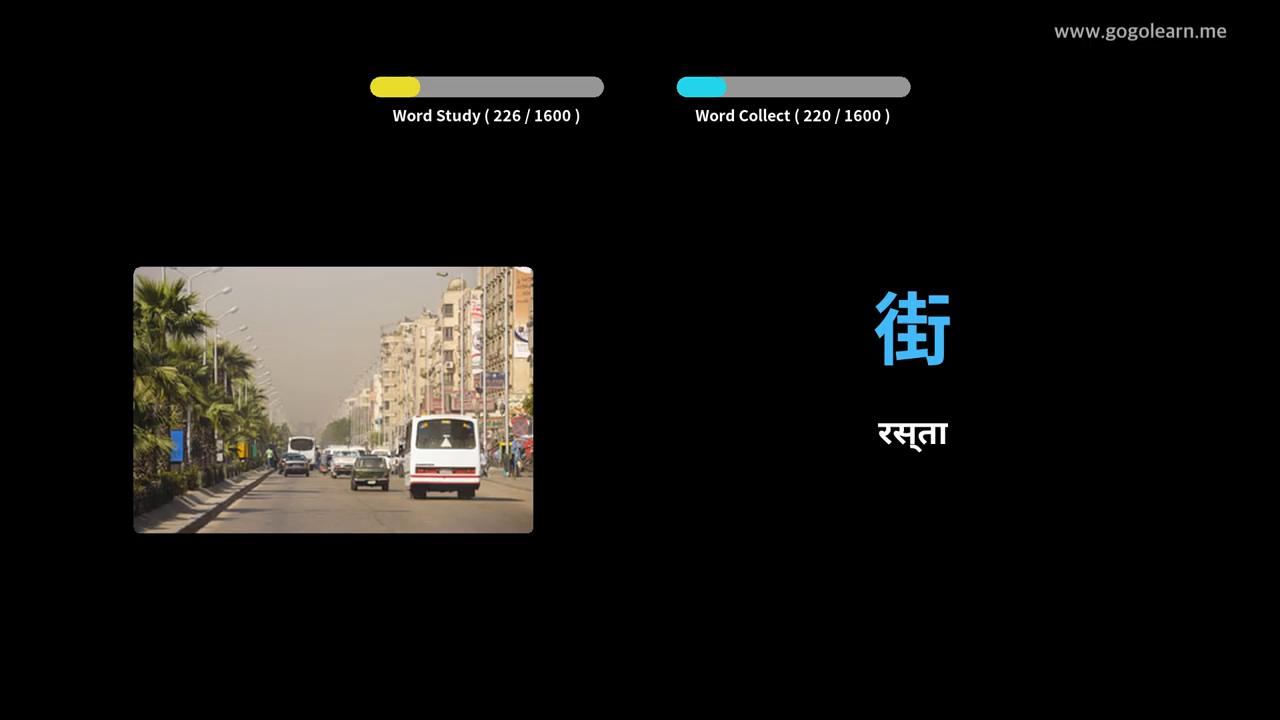 www.gogolearn.me
Word Study ( 226 / 1600 )
Word Collect ( 220 / 1600 )
街
रस्ता